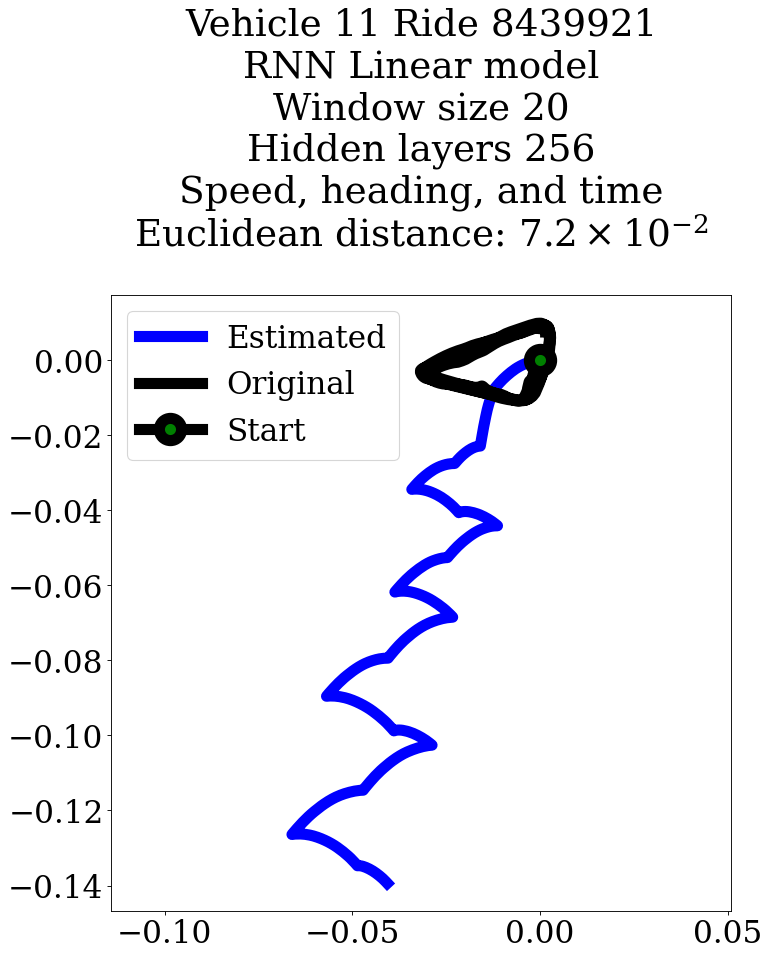 Vehicle 11 Ride 8439921
RNN Linear model
Window size 20
Hidden layers 256
Speed, heading, and time
Euclidean distance: 7.2 × 10⁻²
Estimated
Original
Start
0.00
−0.02
−0.04
−0.06
−0.08
−0.10
−0.12
−0.14
−0.10
−0.05
0.00
0.05